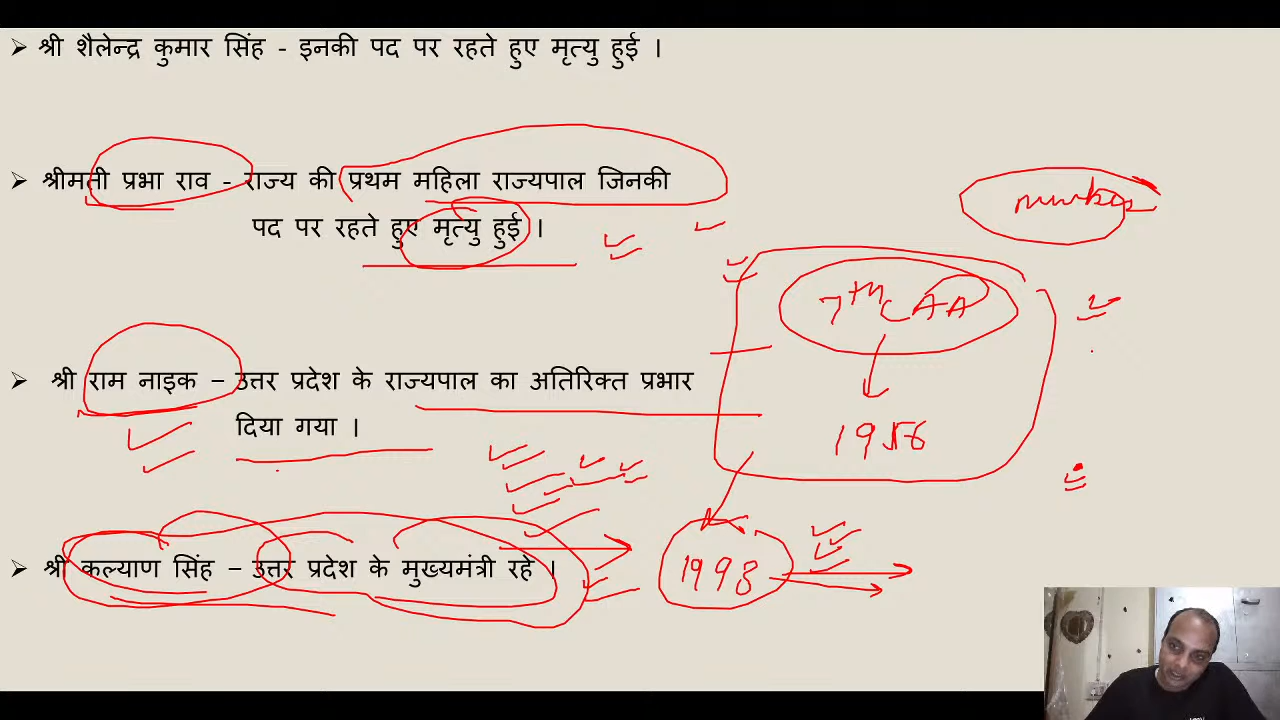 ➢ श्री शैलेन्द्र कुमार सिंह - इनकी पद पर रहते हुए मृत्यु हुई ।
➢ श्रीमती प्रभा राव - राज्य की प्रथम महिला राज्यपाल जिनकी
पद पर रहते हुए मृत्यु हुई ।
7th CAA
1956
➢ श्री राम नाइक – उत्तर प्रदेश के राज्यपाल का अतिरिक्त प्रभार
दिया गया ।
➢ श्री कल्याण सिंह – उत्तर प्रदेश के मुख्यमंत्री रहे ।
1998